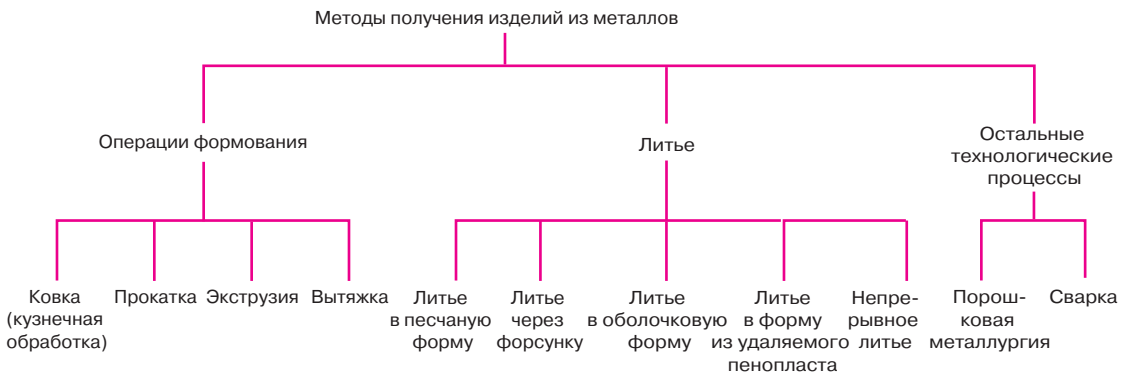 Методы получения изделий из металлов
Операции формования
Литье
Остальные
технологические
процессы
Ковка
(кузнечная
обработка)
Прокатка
Экструзия
Вытяжка
Литье
в песчаную
форму
Литье
через
форсунку
Литье
в оболочковую
форму
Литье
в форму
из удаляемого
пенопласта
Непре-
рывное
литье
Порош-
ковая
металлургия
Сварка